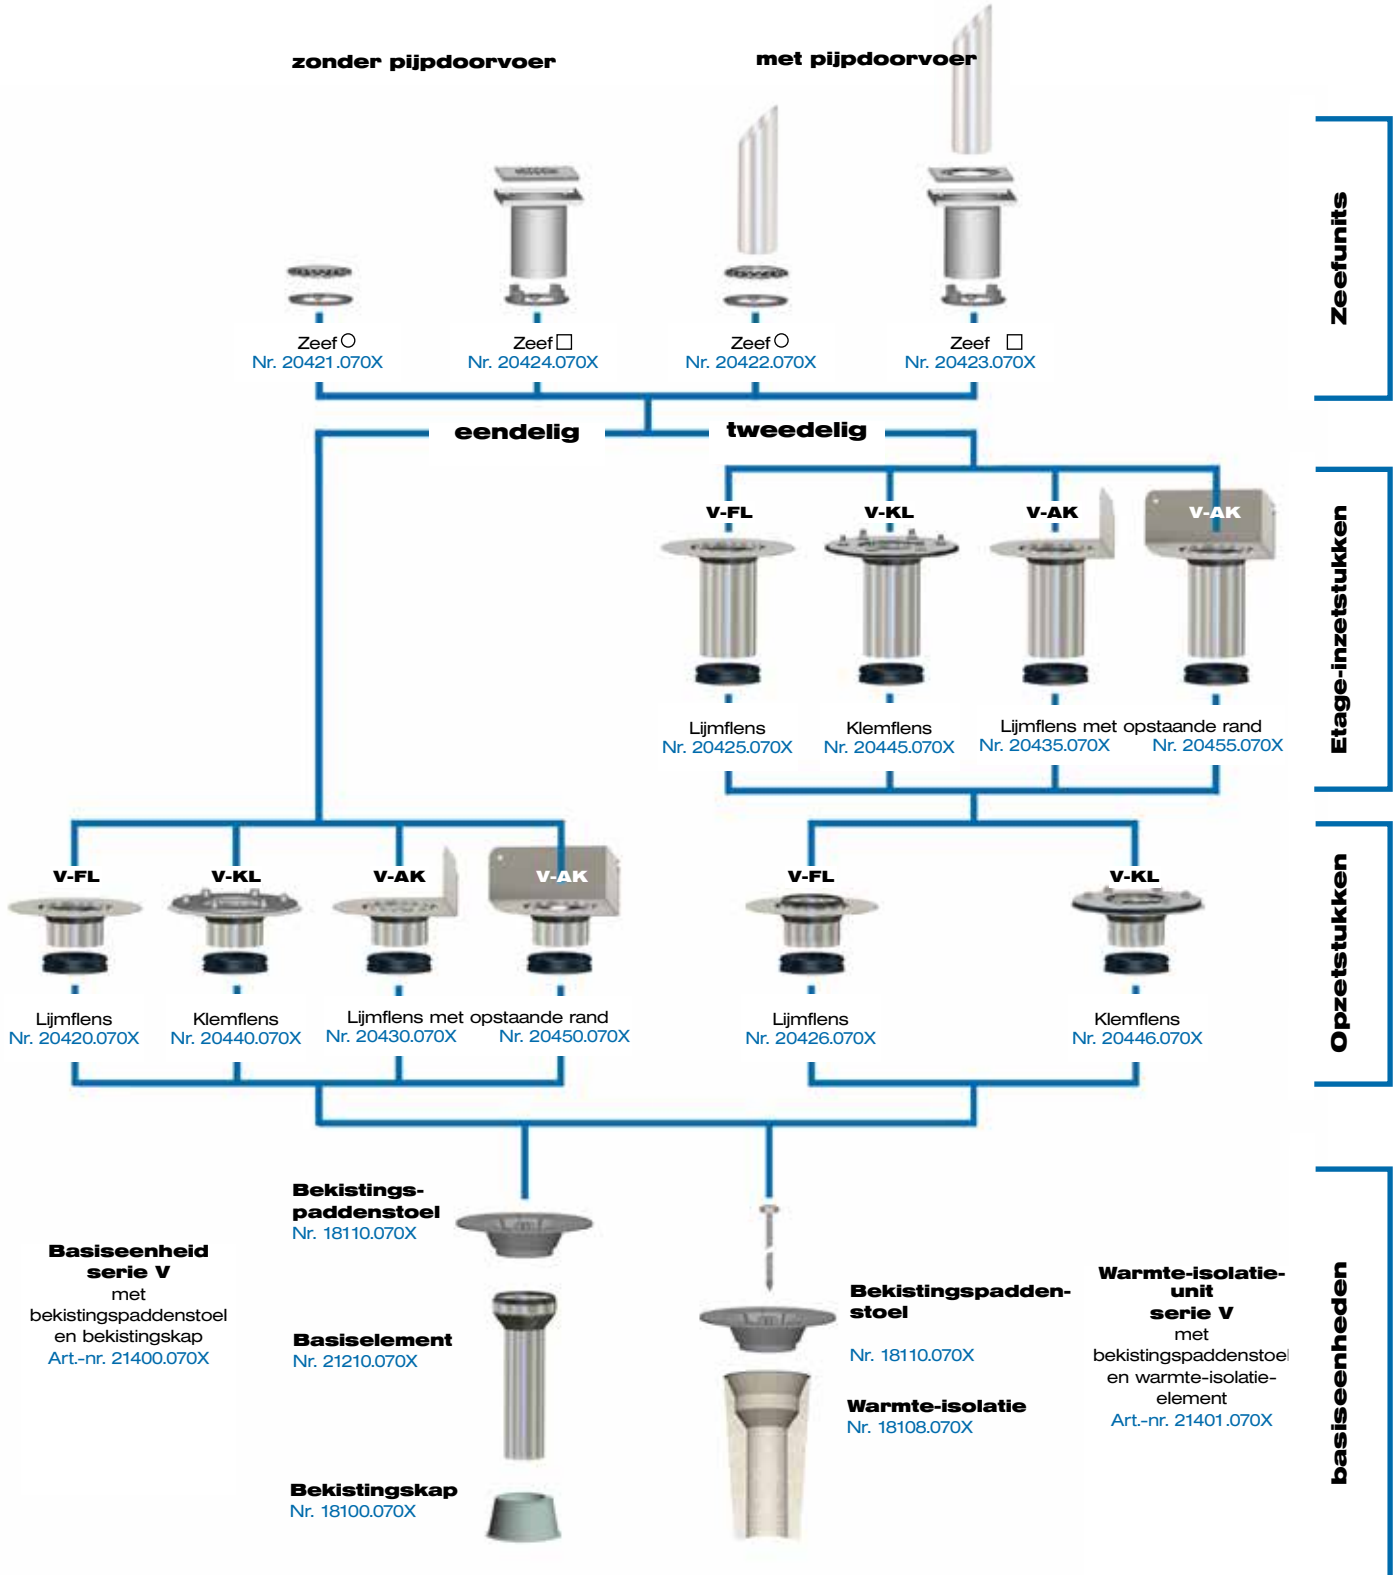 zonder pijpdoorvoer
met pijpdoorvoer
Zeefunits
Zeef
Nr. 20421.070X
Zeef
Nr. 20424.070X
Zeef
Nr. 20422.070X
Zeef
Nr. 20423.070X
eendelig
tweedelig
Etage-inzetstukken
V-FL
V-KL
V-AK
V-AK
Lijmflens
Nr. 20425.070X
Klemflens
Nr. 20445.070X
Lijmflens met opstaande rand
Nr. 20435.070X
Nr. 20455.070X
Opzetstukken
V-FL
V-KL
V-AK
V-AK
V-FL
V-KL
Lijmflens
Nr. 20420.070X
Klemflens
Nr. 20440.070X
Lijmflens met opstaande rand
Nr. 20430.070X
Nr. 20450.070X
Lijmflens
Nr. 20426.070X
Klemflens
Nr. 20446.070X
basiseenheden
Basiseenheid
serie V
met
bekistingspaddenstoel
en bekistingskap
Art.-nr. 21400.070X
Bekistings-
paddenstoel
Nr. 18110.070X
Basiselement
Nr. 21210.070X
Bekistingskap
Nr. 18100.070X
Bekistingspadden-
stoel
Nr. 18110.070X
Warmte-isolatie
Nr. 18108.070X
Warmte-isolatie-
unit
serie V
met
bekistingspaddenstoel
en warmte-isolatie-
element
Art.-nr. 21401.070X